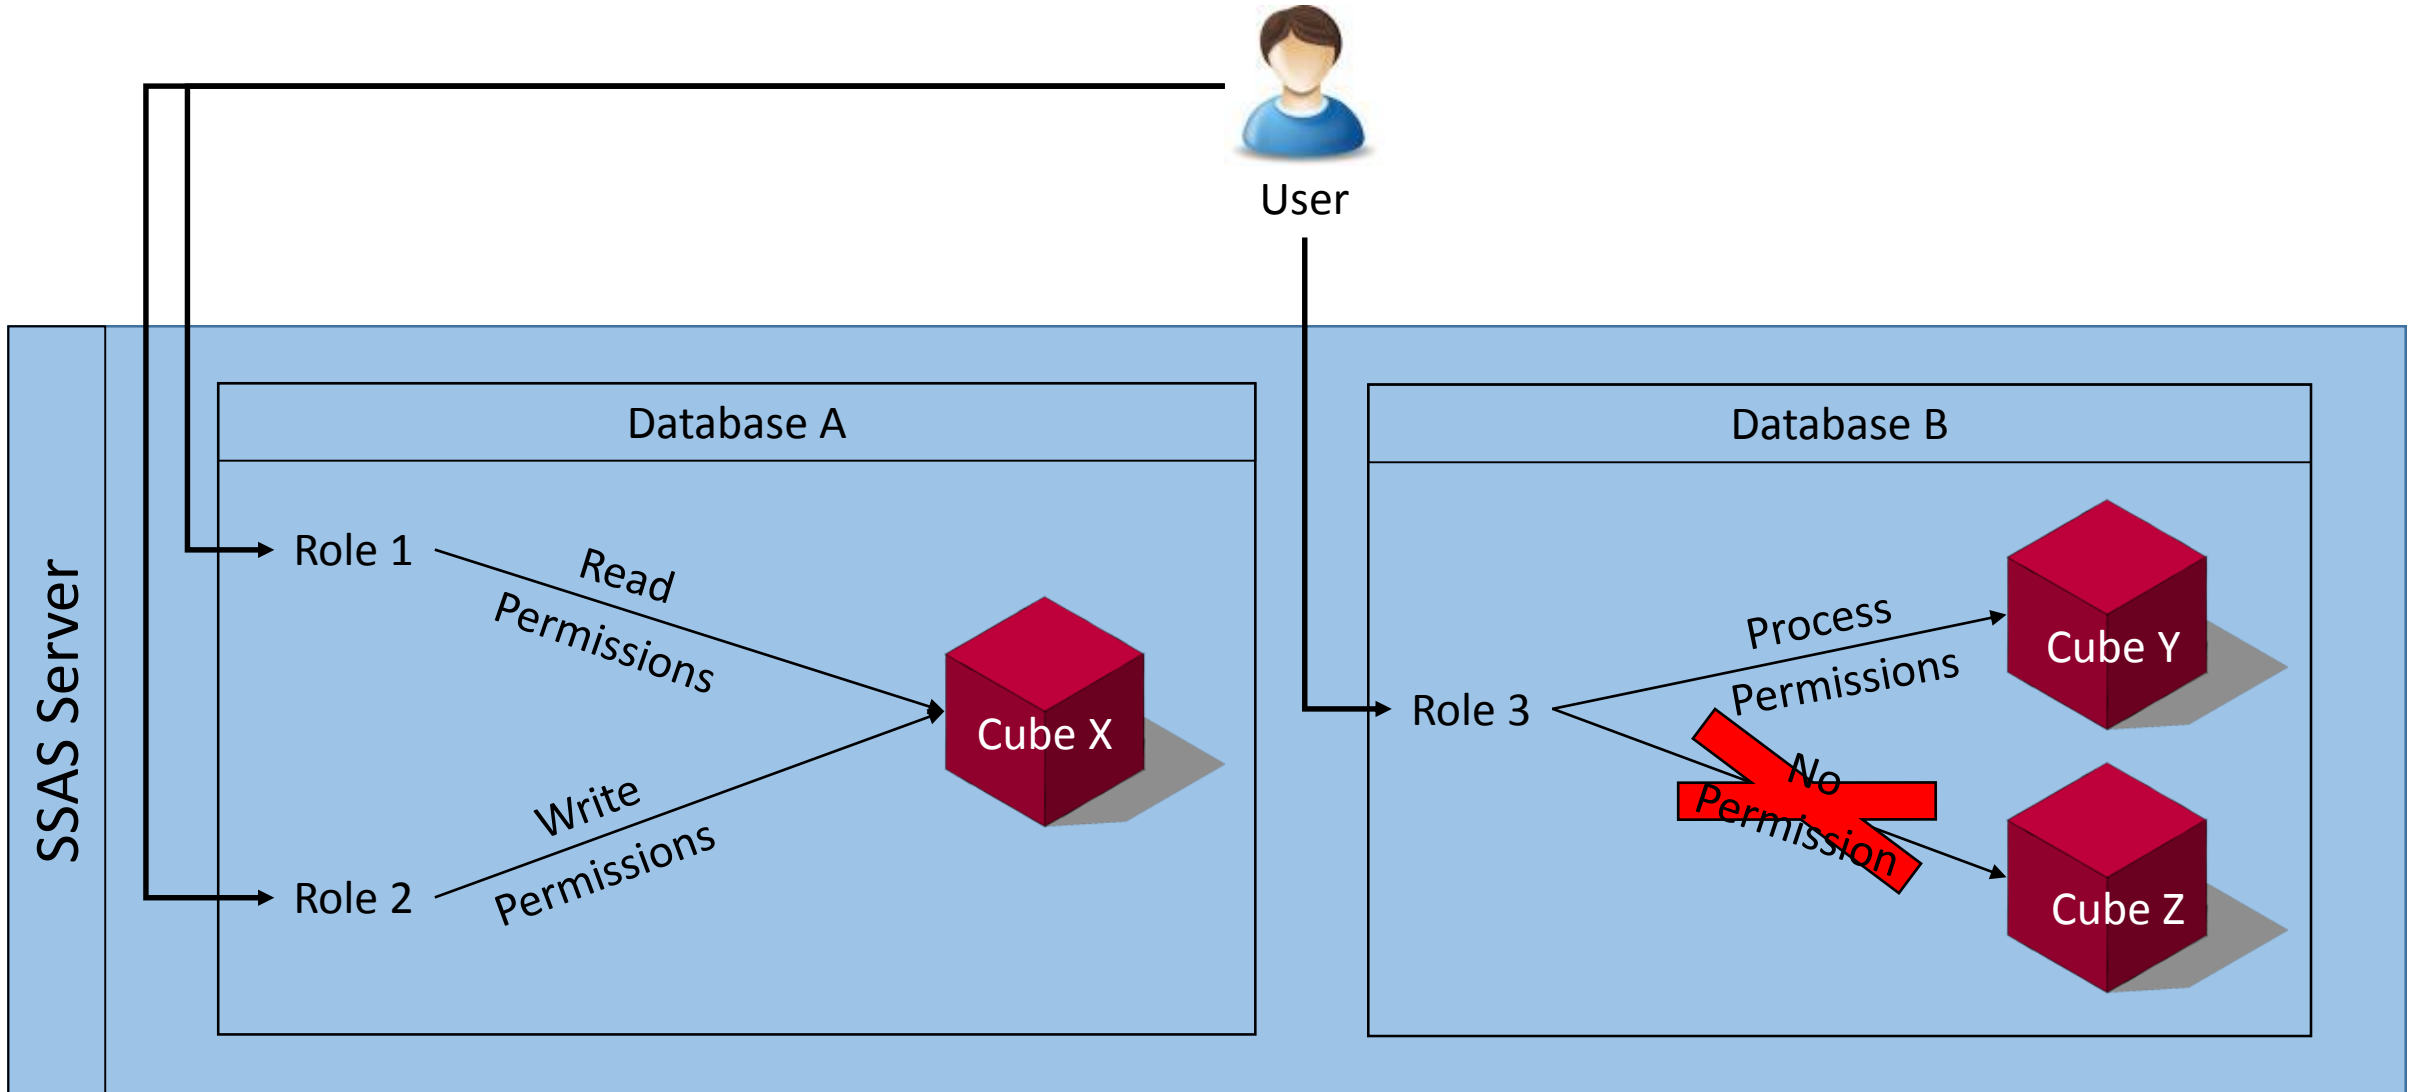 User
SSAS Server
Database A
Role 1
Read
Permissions
Cube X
Write
Permissions
Role 2
Database B
Role 3
Process
Permissions
Cube Y
No
Permission
Cube Z